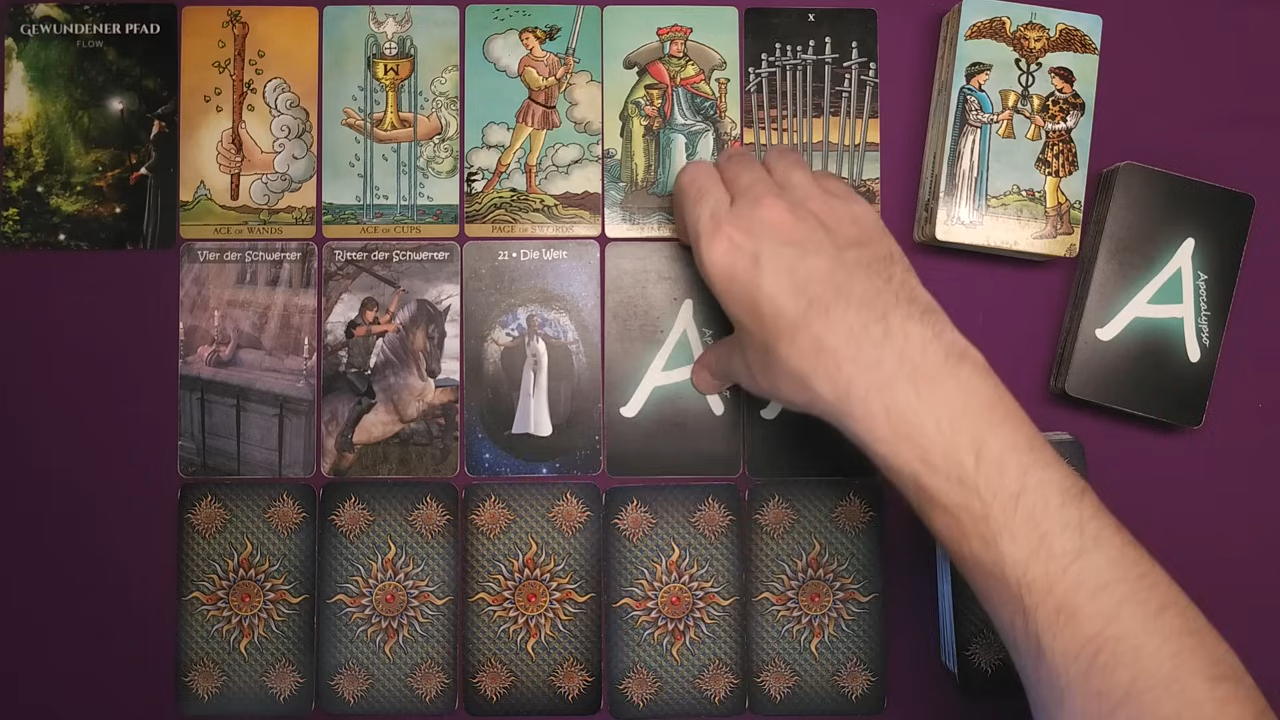 GEWUNDENER PFAD
FLOW
ACE OF WANDS
ACE OF CUPS
PAGE OF SWORDS
X
II
Vier der Schwerter
Ritter der Schwerter
21 • Die Welt
A
A Apocalypso